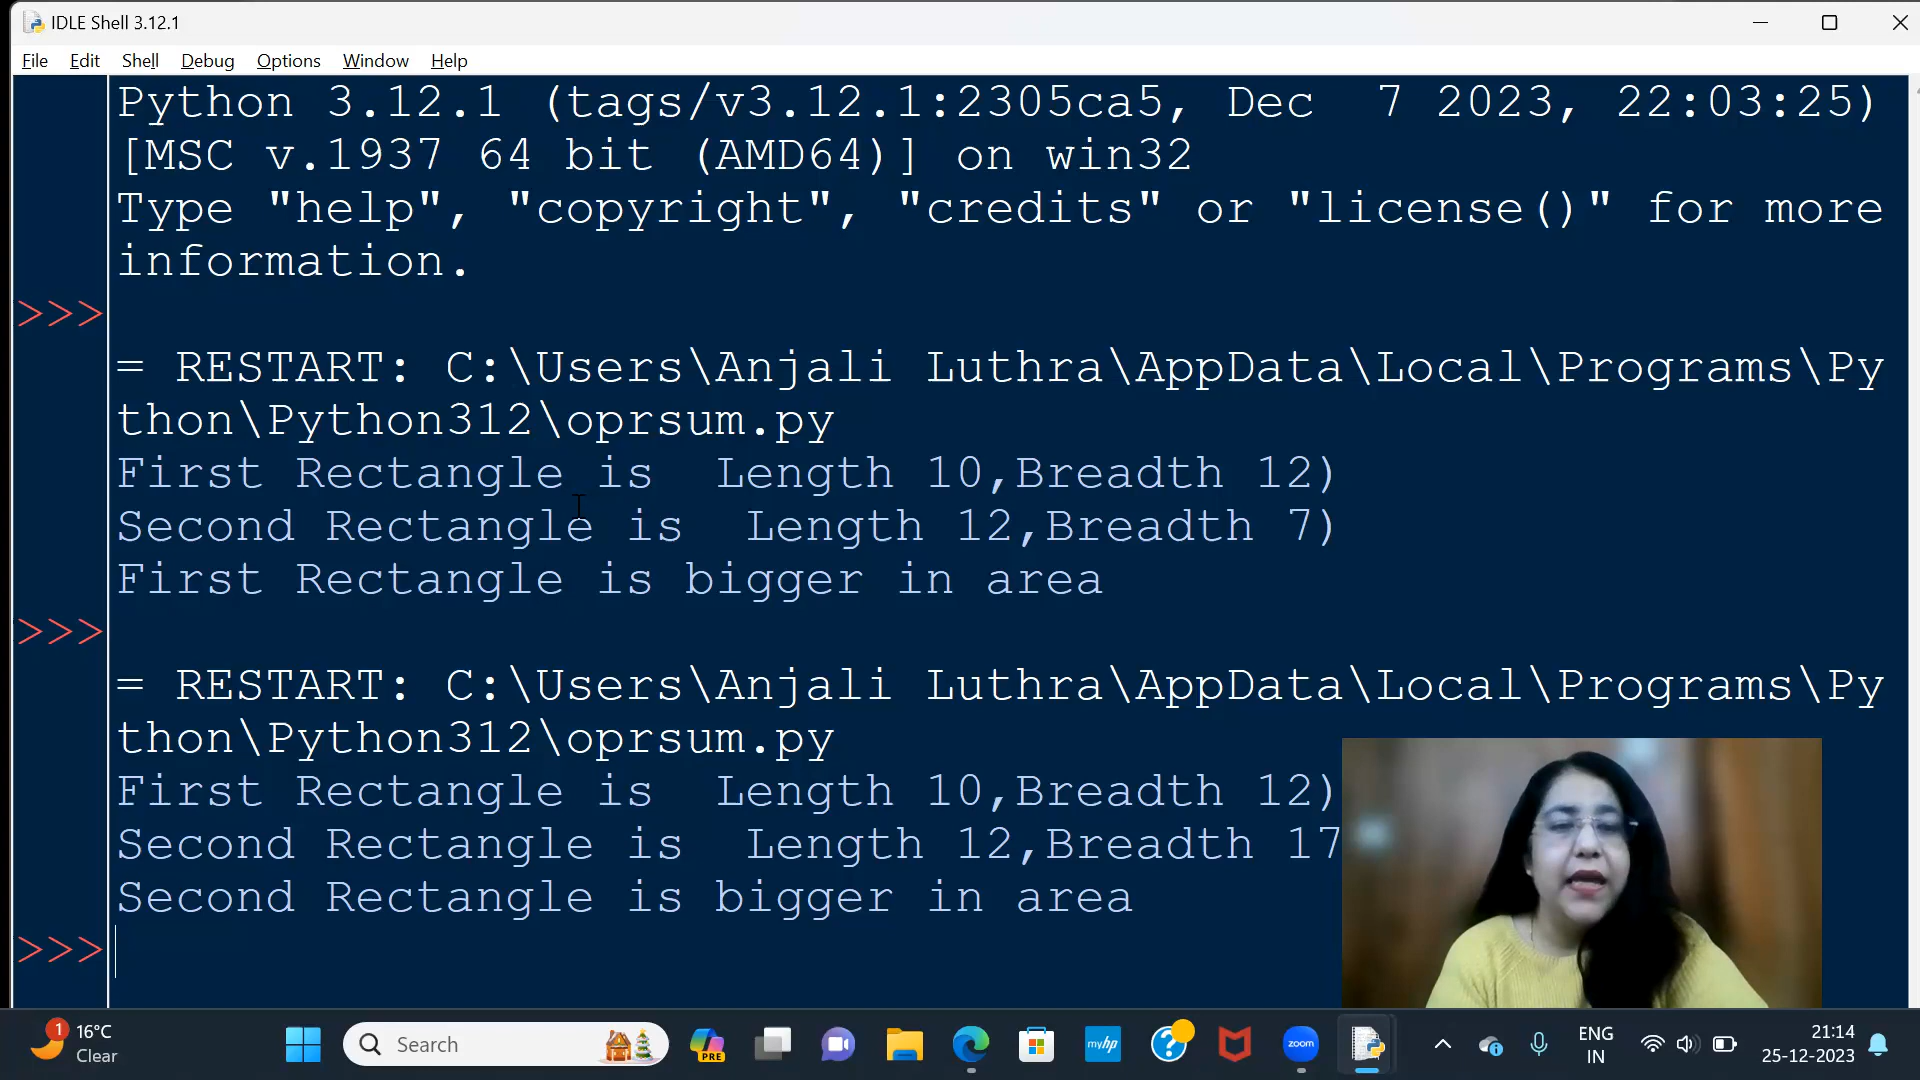 IDLE Shell 3.12.1
File Edit Shell Debug Options Window Help
Python 3.12.1 (tags/v3.12.1:2305ca5, Dec  7 2023, 22:03:25)
[MSC v.1937 64 bit (AMD64)] on win32
Type "help", "copyright", "credits" or "license()" for more
information.
>>>
= RESTART: C:\Users\Anjali Luthra\AppData\Local\Programs\Py
thon\Python312\oprsum.py
First Rectangle is  Length 10,Breadth 12)
Second Rectangle is  Length 12,Breadth 7)
First Rectangle is bigger in area
>>>
= RESTART: C:\Users\Anjali Luthra\AppData\Local\Programs\Py
thon\Python312\oprsum.py
First Rectangle is  Length 10,Breadth 12)
Second Rectangle is  Length 12,Breadth 17
Second Rectangle is bigger in area
>>>
1 16°C
Clear
Search
PRE
myhp
?
zoom
ENG
IN
21:14
25-12-2023